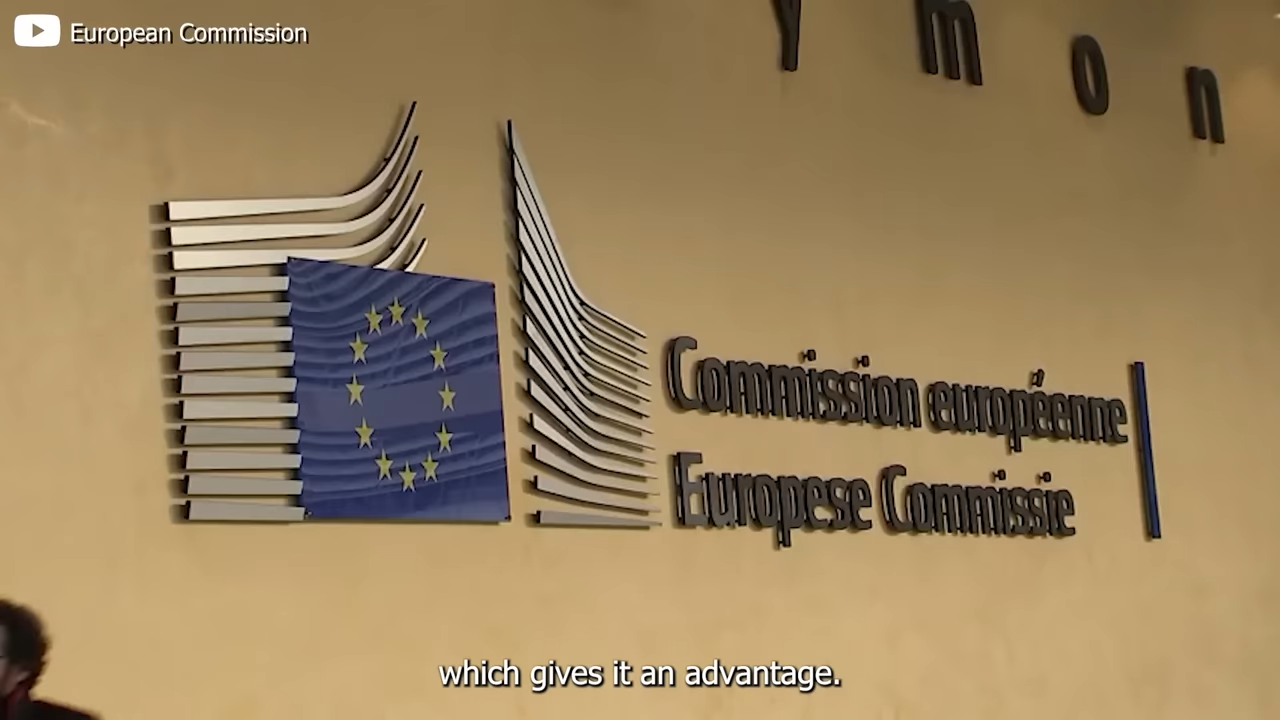 European Commission
ymon
Commission européenne
Europese Commissie
which gives it an advantage.